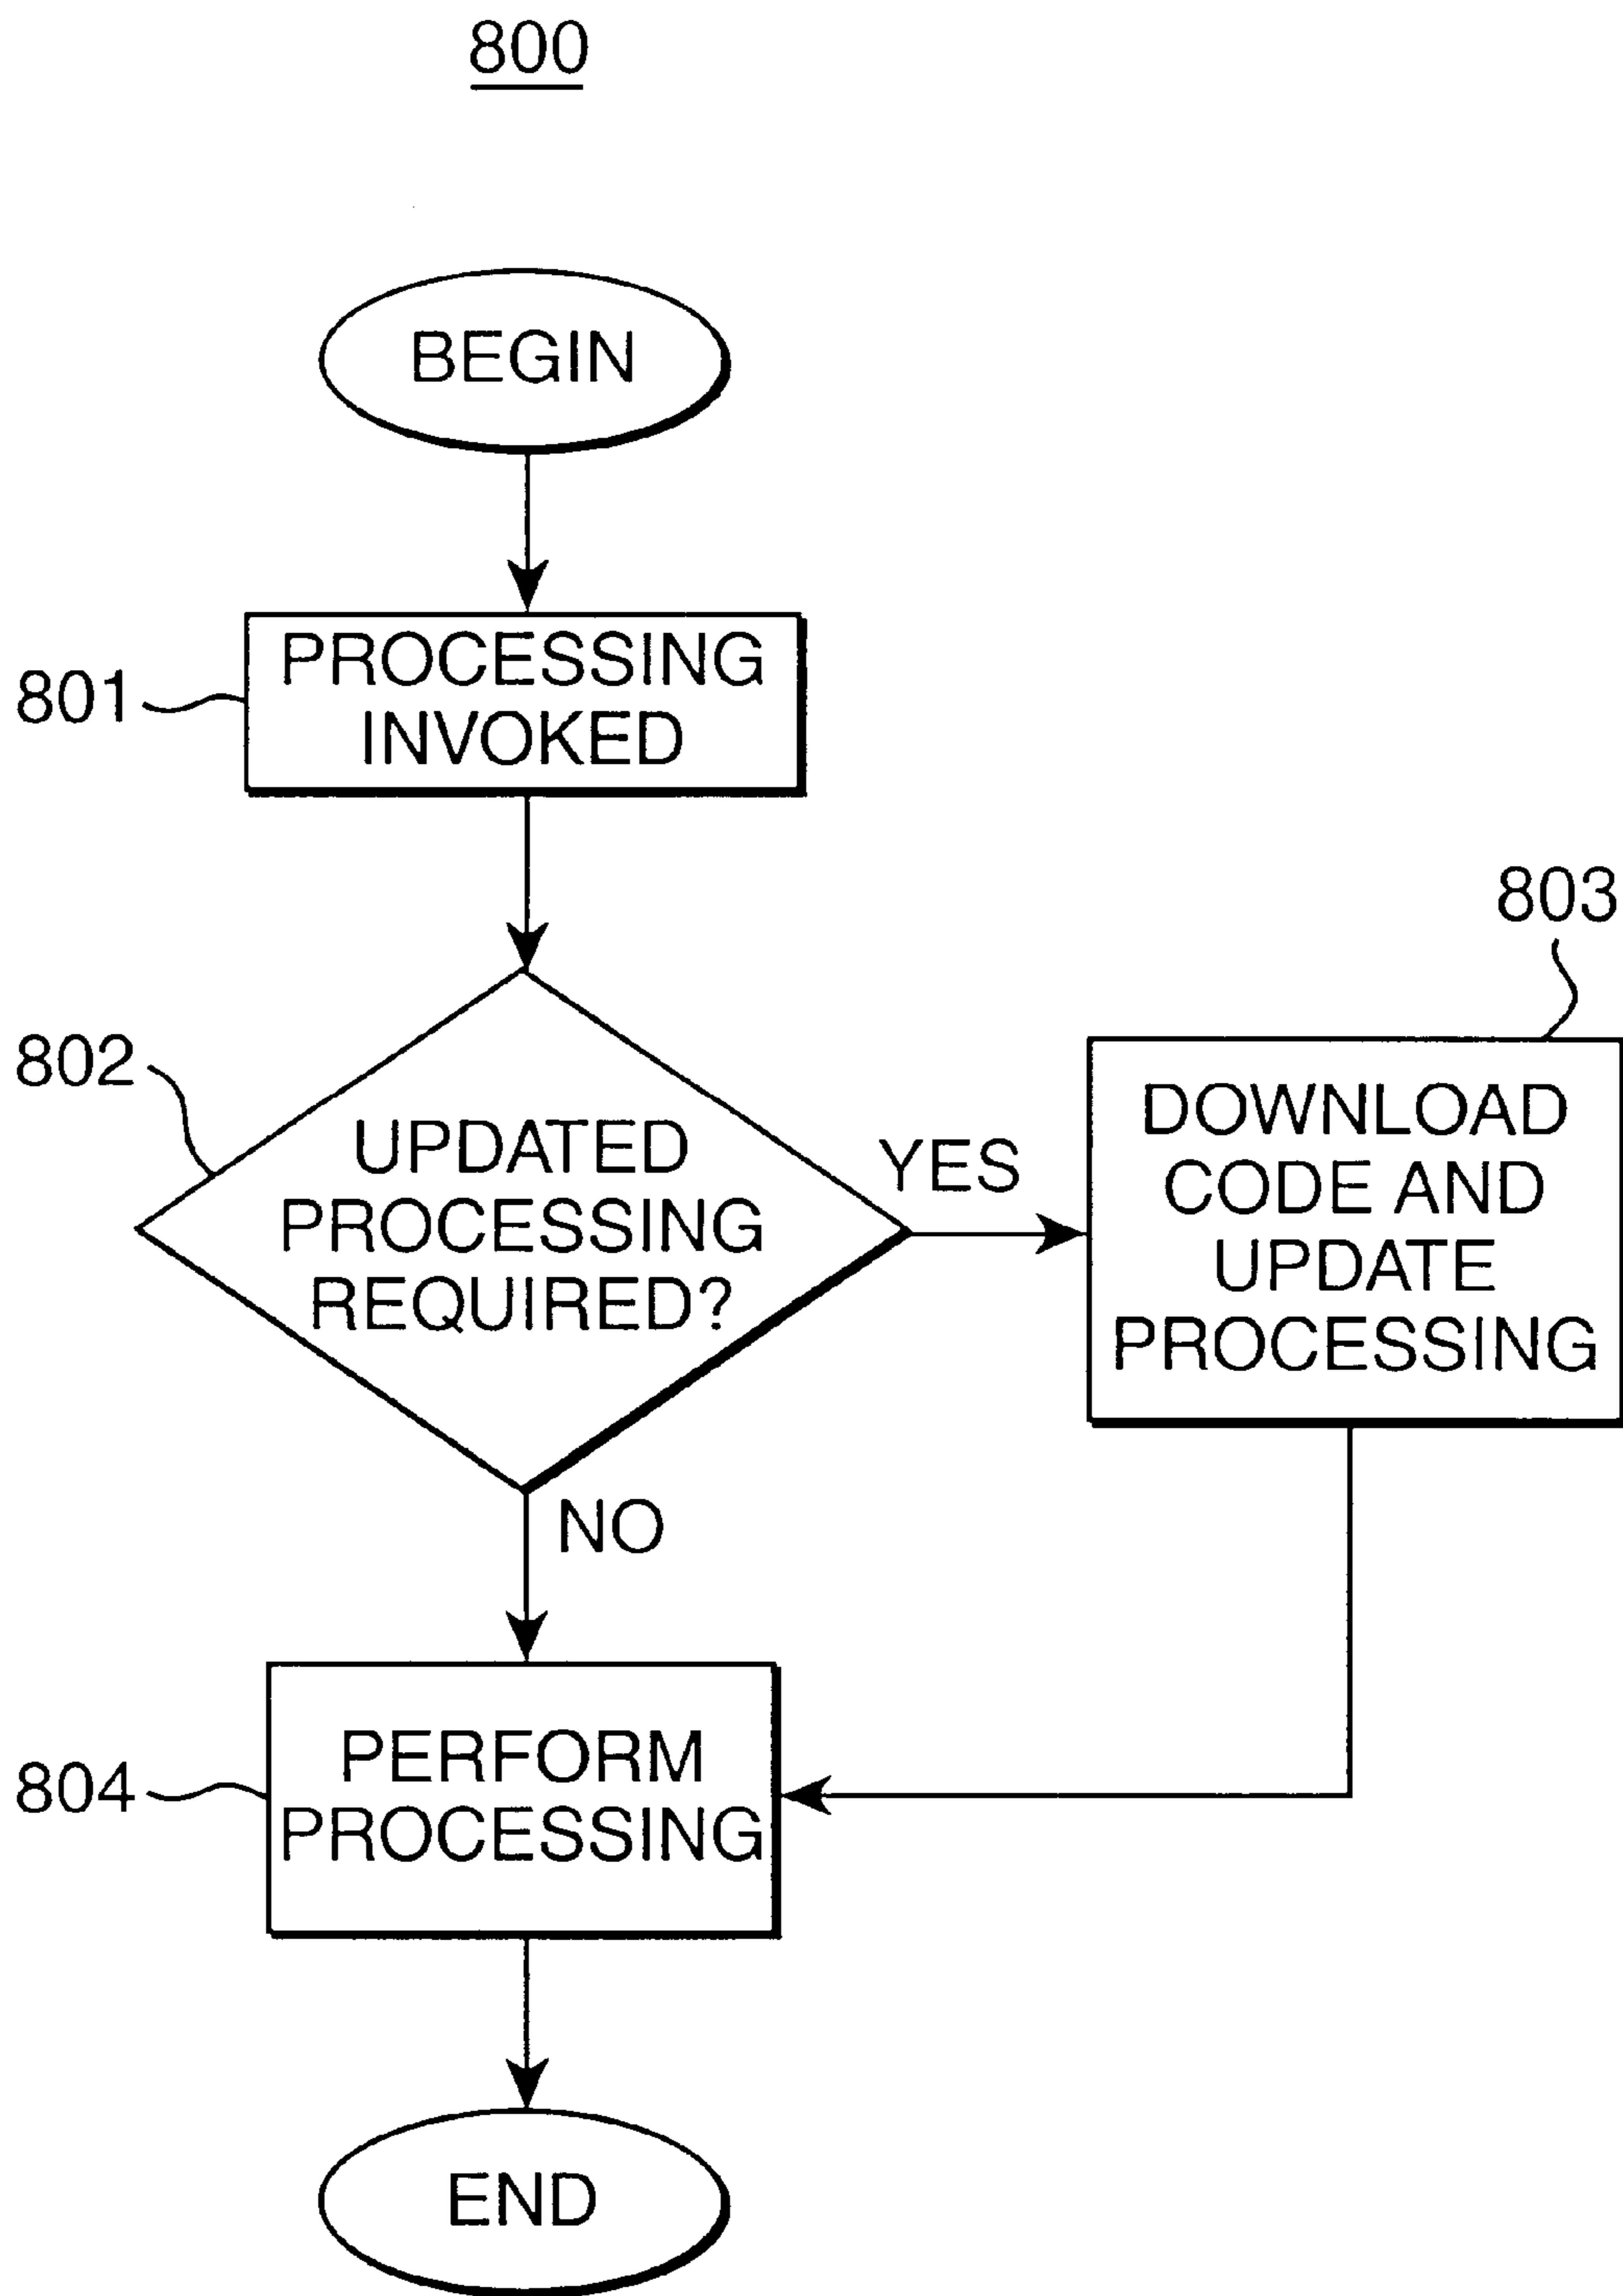 800
BEGIN
801
PROCESSING
INVOKED
802
UPDATED
PROCESSING
REQUIRED?
YES
803
DOWNLOAD
CODE AND
UPDATE
PROCESSING
NO
804
PERFORM
PROCESSING
END